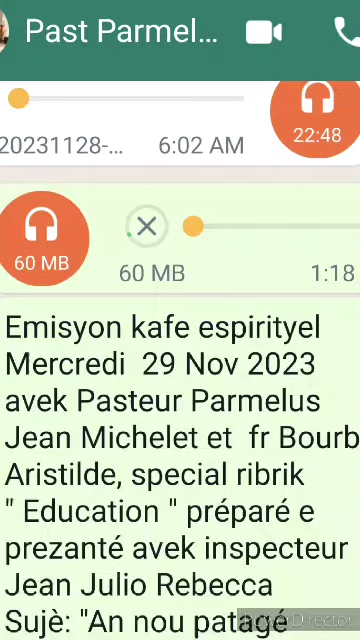 Past Parmel...
22:48
20231128-... 6:02 AM
60 MB
60 MB 1:18
Emisyon kafe espirityel
Mercredi 29 Nov 2023
avek Pasteur Parmelus
Jean Michelet et fr Bourb
Aristilde, special ribrik
" Education " préparé e
prezanté avek inspecteur
Jean Julio Rebecca
Sujè: "An nou patagé